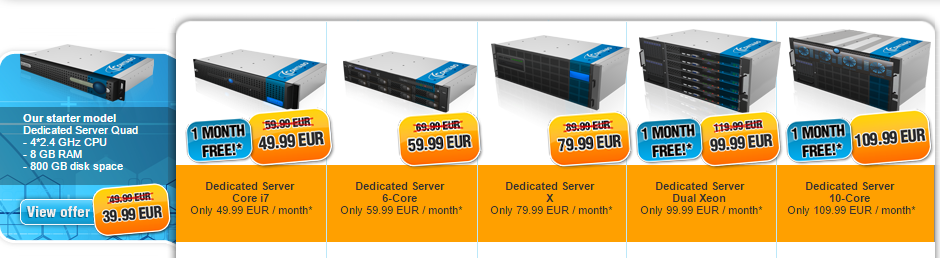 Our starter model
Dedicated Server Quad
- 4*2.4 GHz CPU
- 8 GB RAM
- 800 GB disk space
View offer
49.99 EUR
39.99 EUR
1 MONTH
FREE!*
59.99 EUR
49.99 EUR
Dedicated Server
Core i7
Only 49.99 EUR / month*
69.99 EUR
59.99 EUR
Dedicated Server
6-Core
Only 59.99 EUR / month*
89.99 EUR
79.99 EUR
Dedicated Server
X
Only 79.99 EUR / month*
1 MONTH
FREE!*
119.99 EUR
99.99 EUR
Dedicated Server
Dual Xeon
Only 99.99 EUR / month*
1 MONTH
FREE!*
109.99 EUR
Dedicated Server
10-Core
Only 109.99 EUR / month*